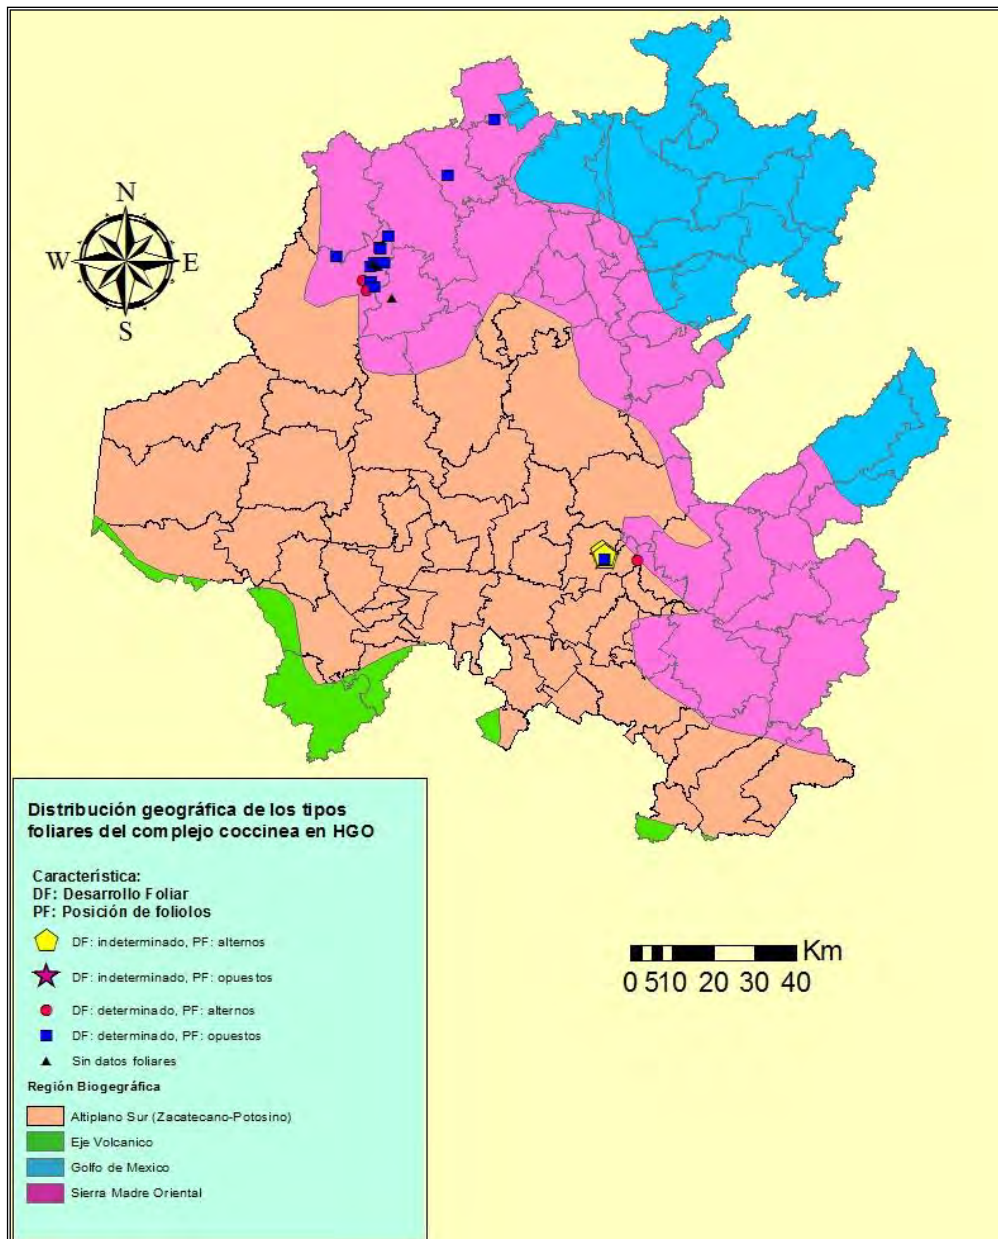 N
W
E
S
Distribución geográfica de los tipos
foliares del complejo coccinea en HGO
Característica:
DF: Desarrollo Foliar
PF: Posición de foliolos
DF: indeterminado, PF: alternos
DF: indeterminado, PF: opuestos
DF: determinado, PF: alternos
DF: determinado, PF: opuestos
Sin datos foliares
Región Biogegráfica
Altiplano Sur (Zacatecano-Potosino)
Eje Volcanico
Golfo de Mexico
Sierra Madre Oriental
Km
0 510 20 30 40